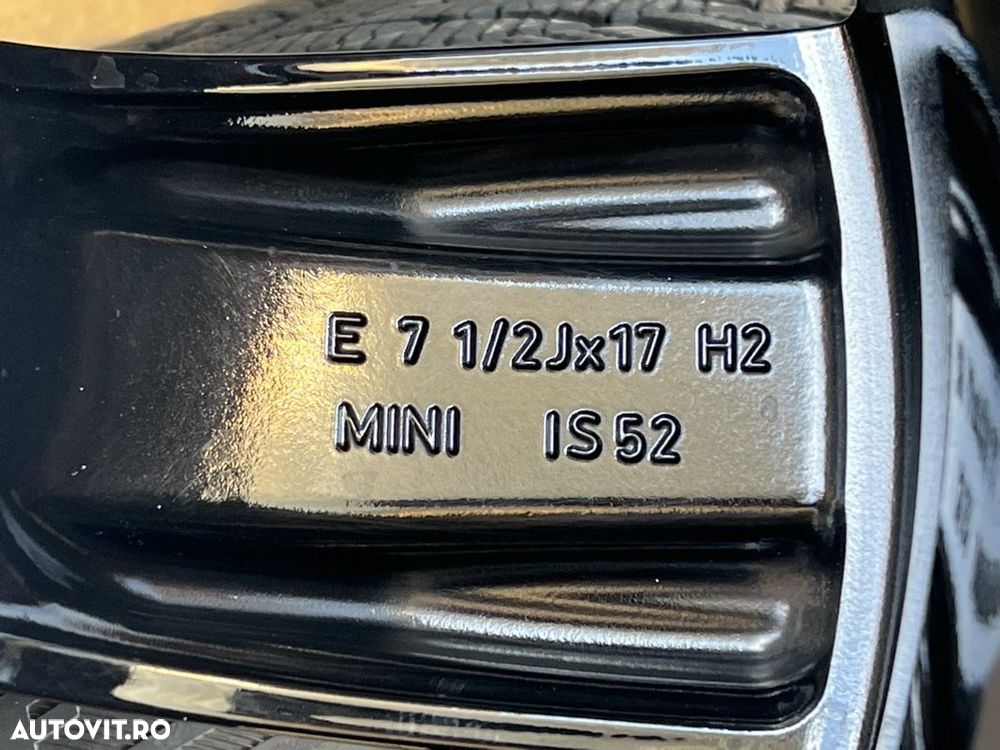 E 7 1/2Jx17 H2
MINI IS52
AUTOVIT.RO